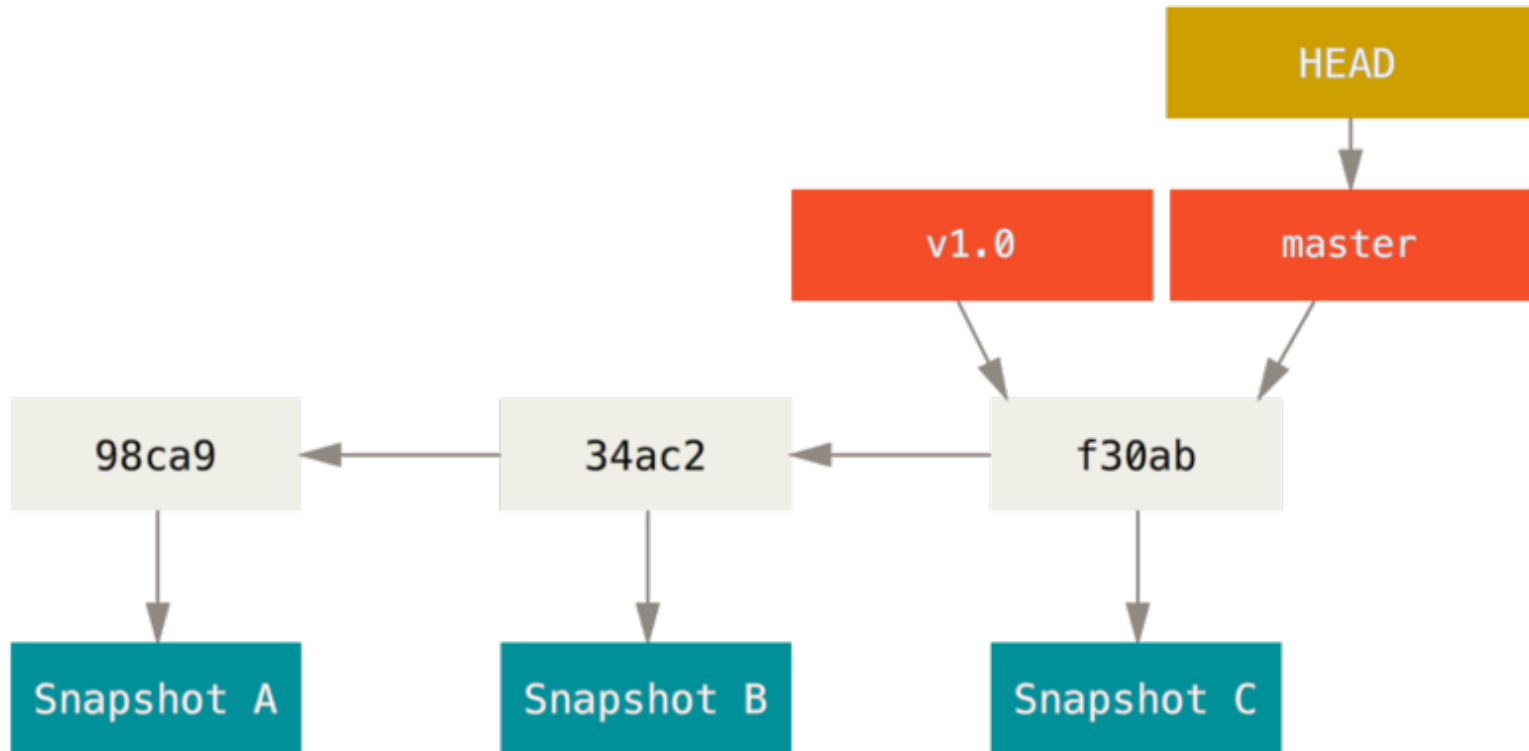 HEAD
v1.0
master
98ca9
34ac2
f30ab
Snapshot A
Snapshot B
Snapshot C